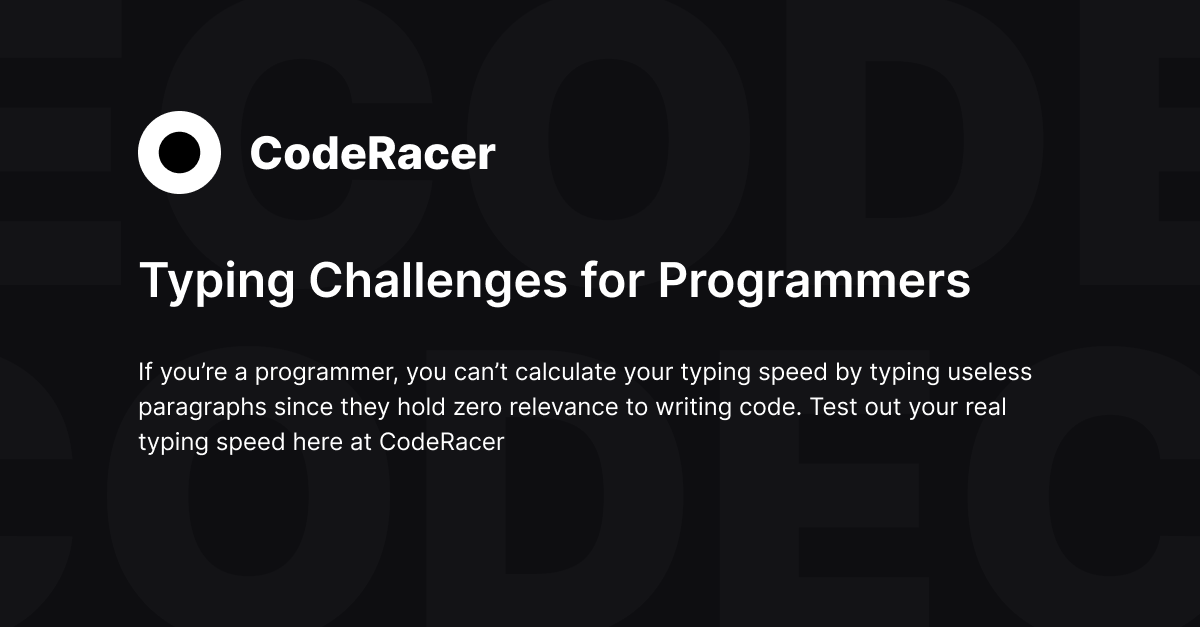 CodeRacer
Typing Challenges for Programmers
If you’re a programmer, you can’t calculate your typing speed by typing useless
paragraphs since they hold zero relevance to writing code. Test out your real
typing speed here at CodeRacer